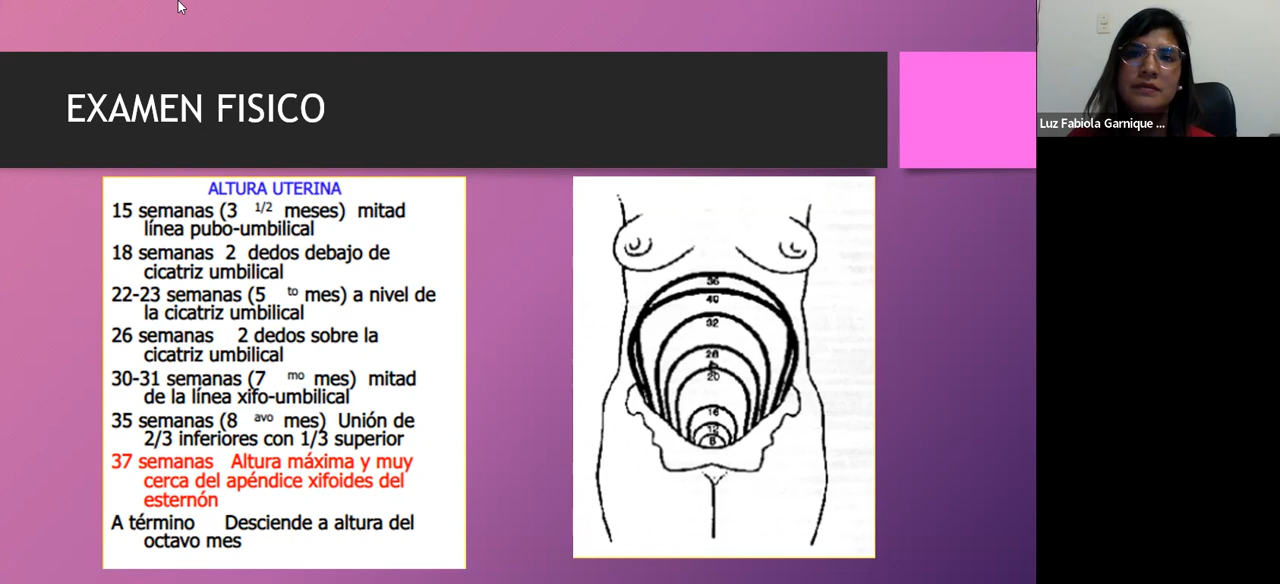 EXAMEN FISICO
ALTURA UTERINA
15 semanas (3 1/2 meses) mitad
línea pubo-umbilical
18 semanas 2 dedos debajo de
cicatriz umbilical
22-23 semanas (5 to mes) a nivel de
la cicatriz umbilical
26 semanas 2 dedos sobre la
cicatriz umbilical
30-31 semanas (7 mo mes) mitad
de la línea xifo-umbilical
35 semanas (8 avo mes) Unión de
2/3 inferiores con 1/3 superior
37 semanas Altura máxima y muy
cerca del apéndice xifoides del
esternón
A término Desciende a altura del
octavo mes
36
40
32
20
16
12
8
Luz Fabiola Garnique ...